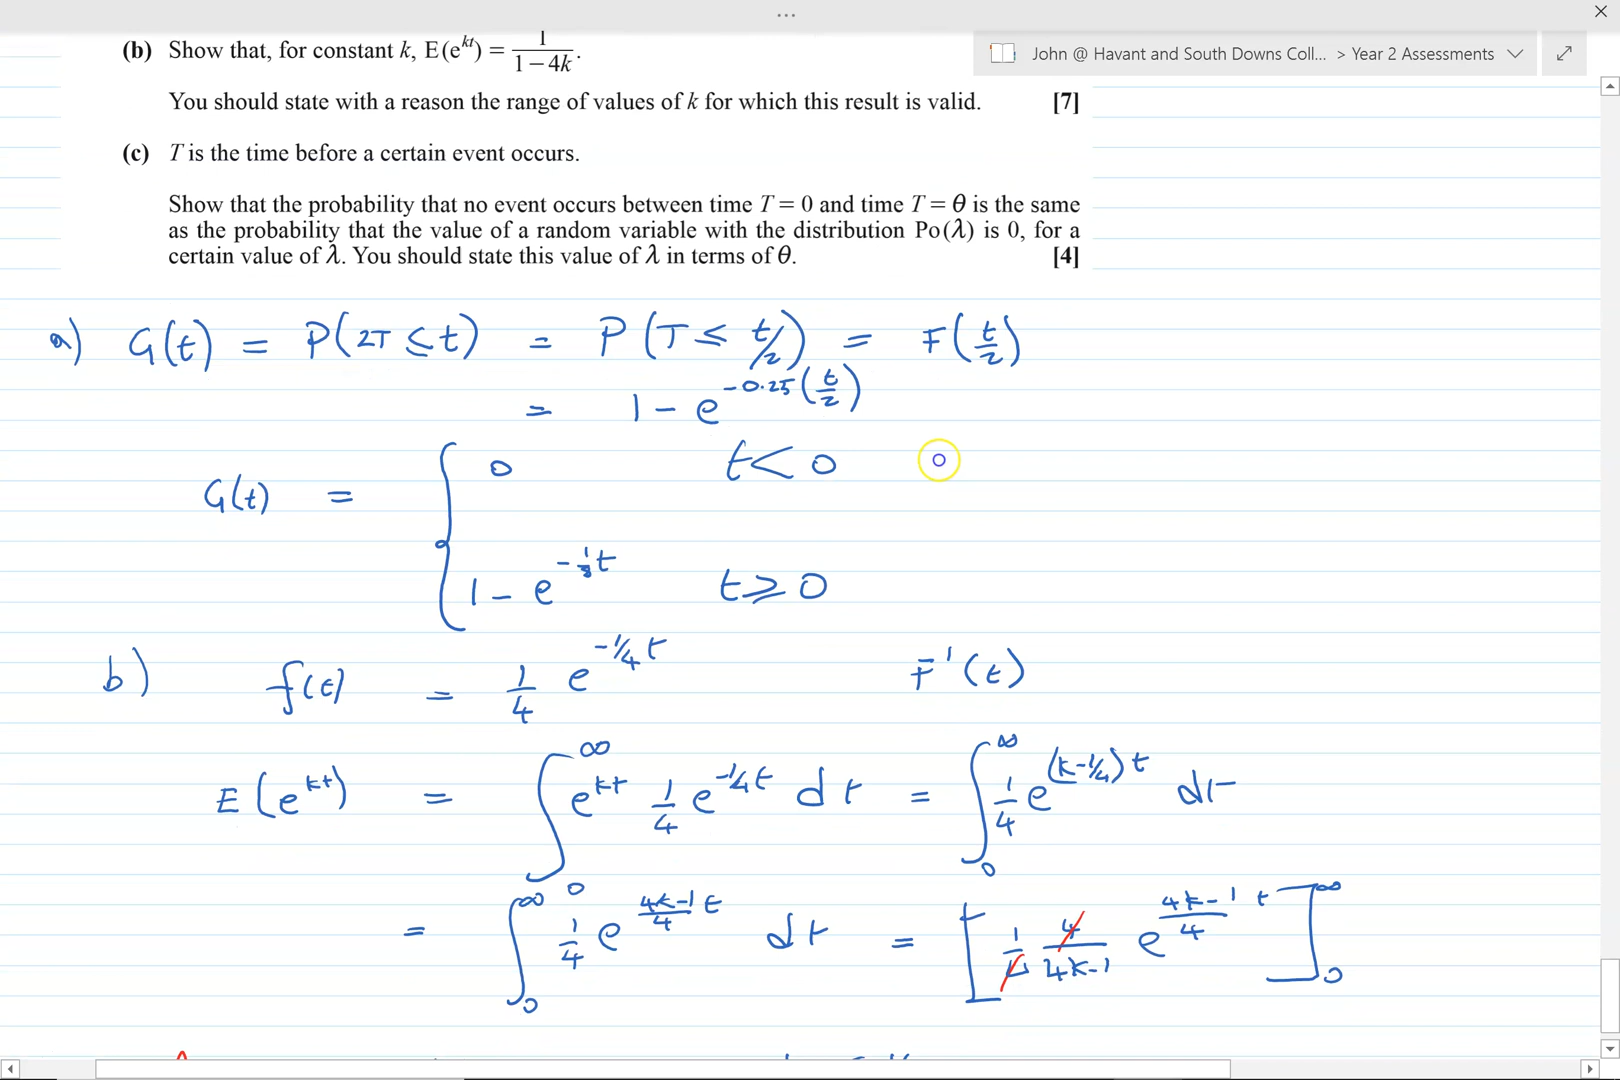 John @ Havant and South Downs Coll... > Year 2 Assessments
(b) Show that, for constant k, E(e^{kt}) = 1/(1 − 4k).
You should state with a reason the range of values of k for which this result is valid. [7]
(c) T is the time before a certain event occurs.
Show that the probability that no event occurs between time T = 0 and time T = θ is the same
as the probability that the value of a random variable with the distribution Po(λ) is 0, for a
certain value of λ. You should state this value of λ in terms of θ. [4]
a) G(t) = P(2T ≤ t) = P(T ≤ t/2) = F(t/2)
= 1 − e^{−0.25(t/2)}
G(t) = { 0 t < 0
1 − e^{−1/8 t} t ≥ 0
b) f(t) = 1/4 e^{−1/4 t} F'(t)
E(e^{kt}) = ∫_0^∞ e^{kt} 1/4 e^{−1/4 t} dt = ∫_0^∞ 1/4 e^{(k−1/4)t} dt
= ∫_0^∞ 1/4 e^{(4k−1)/4 t} dt = [1/4 4/(4k−1) e^{(4k−1)/4 t}]_0^∞